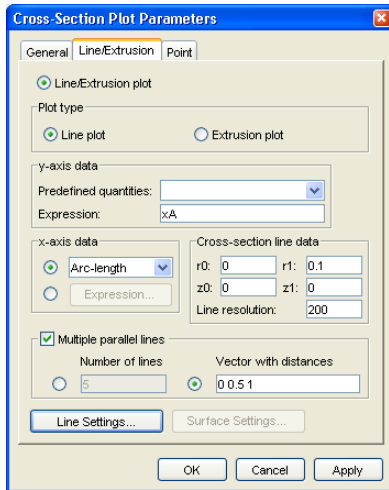 Cross-Section Plot Parameters
General Line/Extrusion Point
Line/Extrusion plot
Plot type
Line plot Extrusion plot
y-axis data
Predefined quantities:
Expression: xA
x-axis data
Arc-length
Expression...
Cross-section line data
r0: 0 r1: 0.1
z0: 0 z1: 0
Line resolution: 200
Multiple parallel lines
Number of lines Vector with distances
5 0 0.5 1
Line Settings... Surface Settings...
OK Cancel Apply